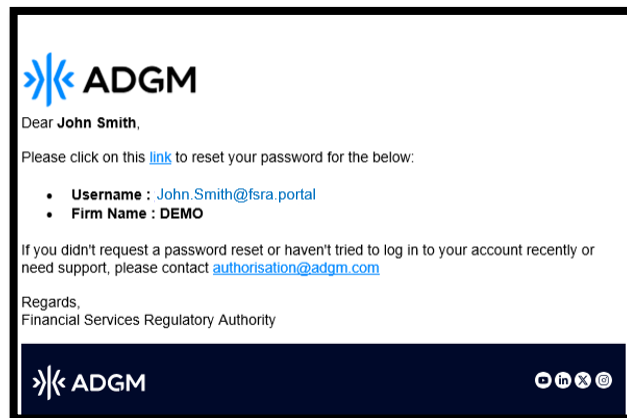 ADGM
Dear John Smith,
Please click on this link to reset your password for the below:
• Username : John.Smith@fsra.portal
• Firm Name : DEMO
If you didn't request a password reset or haven't tried to log in to your account recently or
need support, please contact authorisation@adgm.com
Regards,
Financial Services Regulatory Authority
ADGM